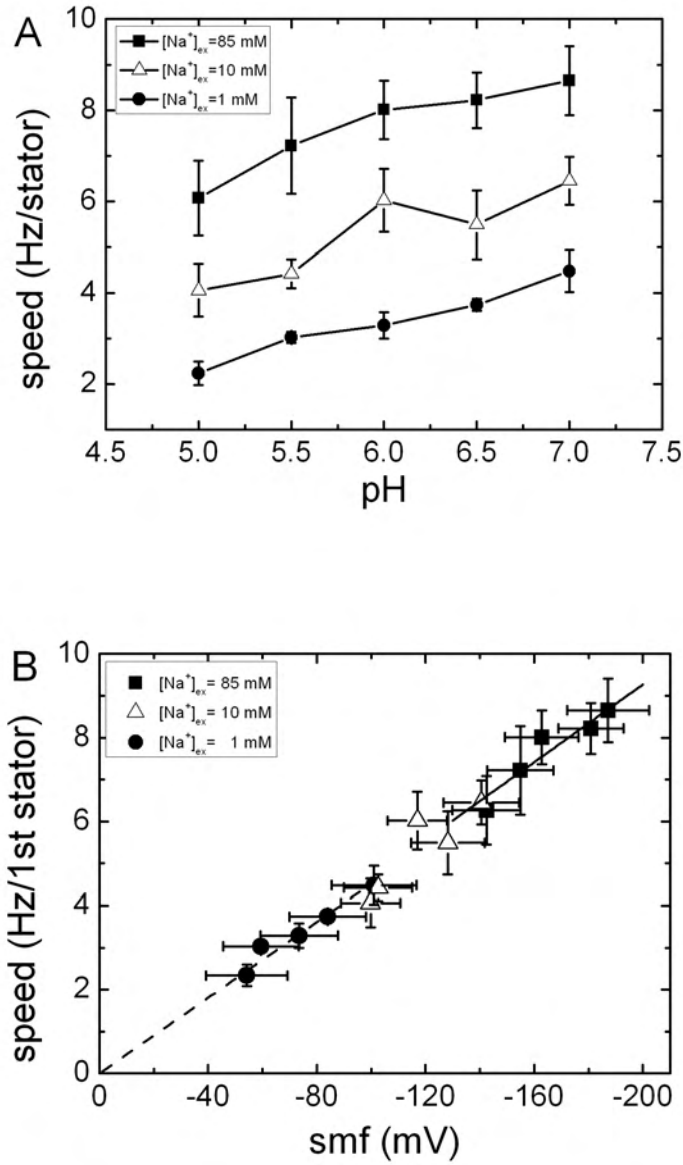 A
10
8
6
4
2
speed (Hz/stator)
[Na⁺]ₑₓ=85 mM
[Na⁺]ₑₓ=10 mM
[Na⁺]ₑₓ=1 mM
4.5 5.0 5.5 6.0 6.5 7.0 7.5
pH
B
10
8
6
4
2
0
speed (Hz/1st stator)
[Na⁺]ₑₓ= 85 mM
[Na⁺]ₑₓ= 10 mM
[Na⁺]ₑₓ= 1 mM
0 -40 -80 -120 -160 -200
smf (mV)